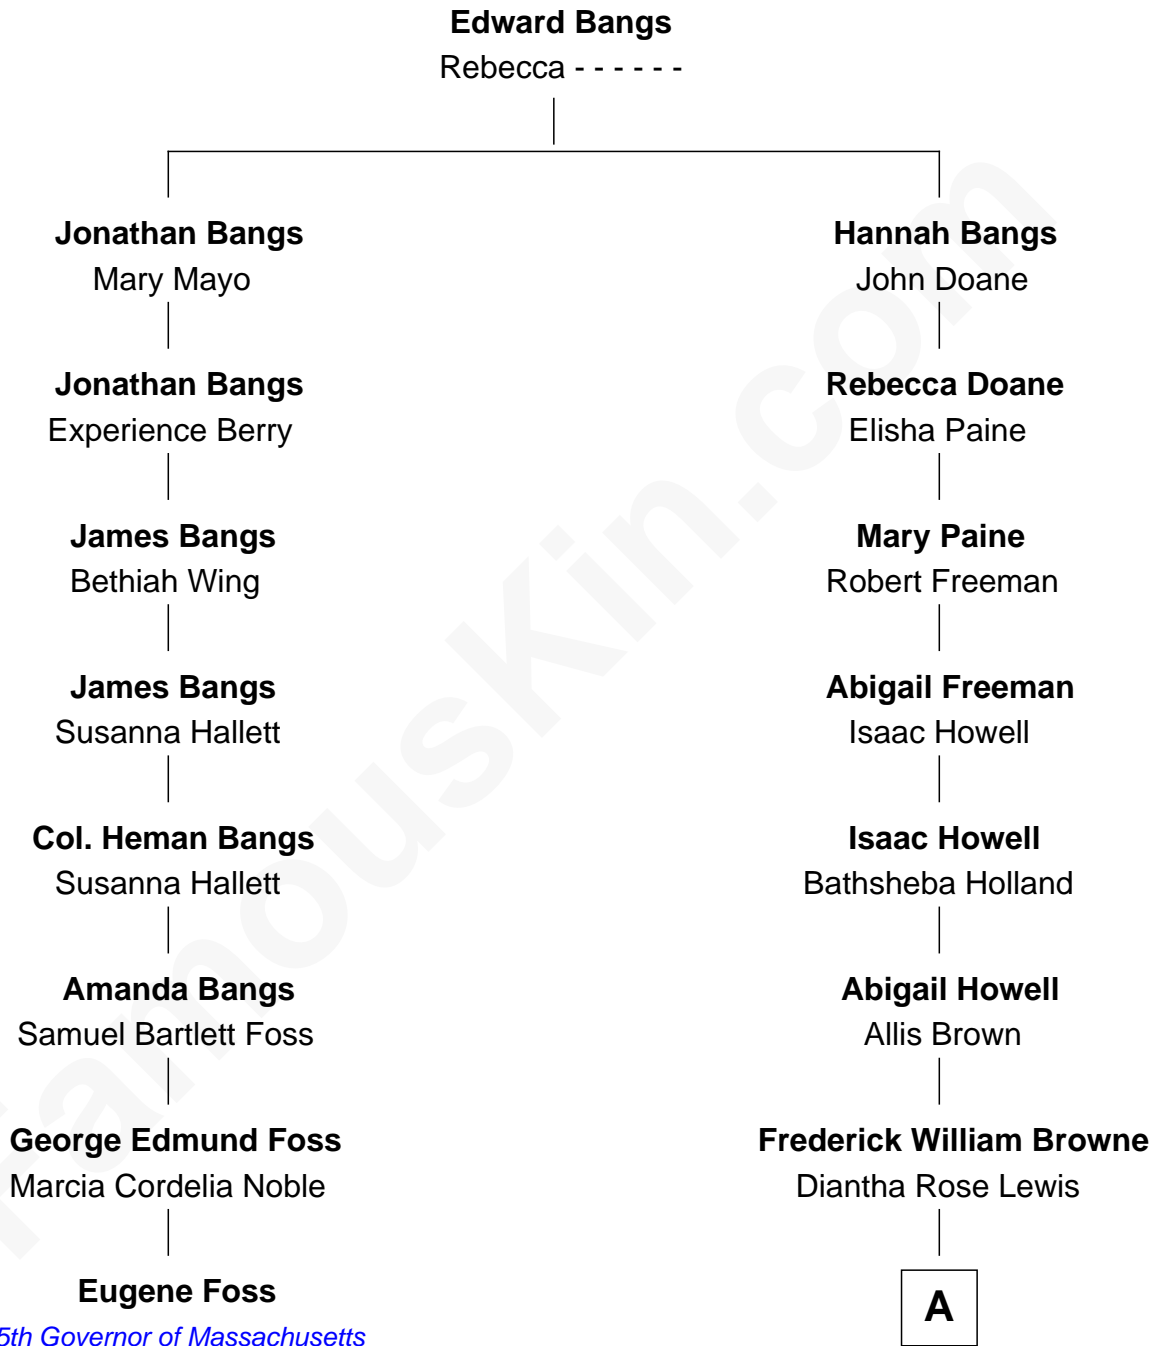 Edward Bangs
Rebecca - - - - - -
Jonathan Bangs
Mary Mayo
Hannah Bangs
John Doane
Jonathan Bangs
Experience Berry
Rebecca Doane
Elisha Paine
James Bangs
Bethiah Wing
Mary Paine
Robert Freeman
James Bangs
Susanna Hallett
Abigail Freeman
Isaac Howell
Col. Heman Bangs
Susanna Hallett
Isaac Howell
Bathsheba Holland
Amanda Bangs
Samuel Bartlett Foss
Abigail Howell
Allis Brown
George Edmund Foss
Marcia Cordelia Noble
Frederick William Browne
Diantha Rose Lewis
Eugene Foss
5th Governor of Massachusetts
A
FamousKin.com